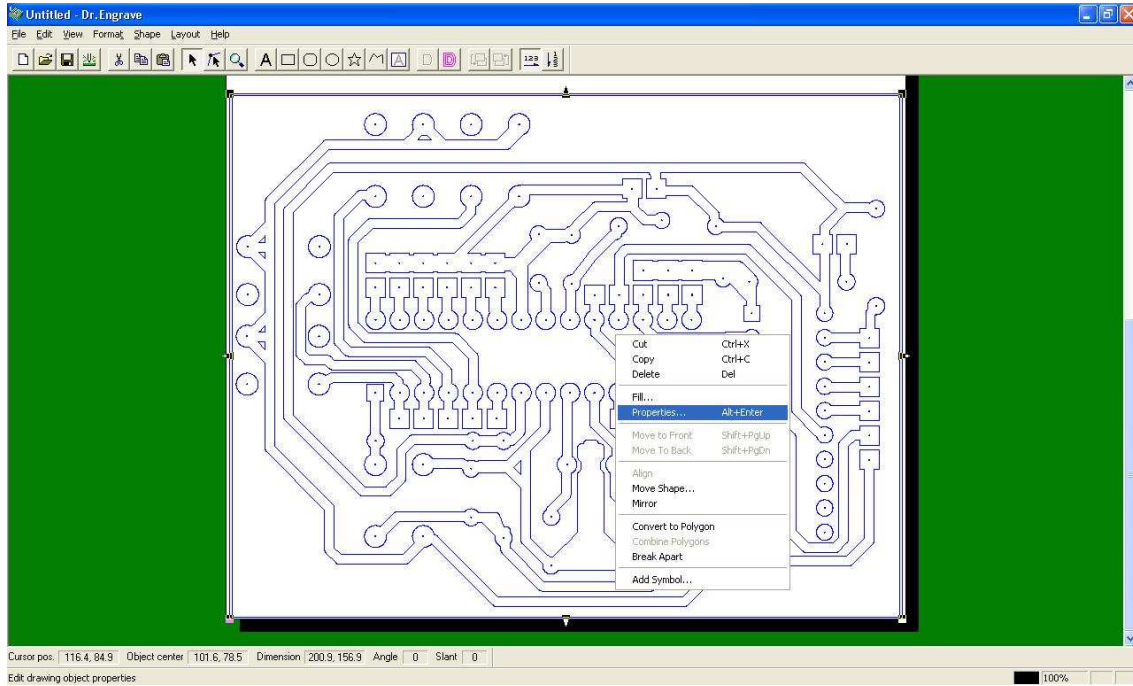 Untitled - Dr.Engrave
File Edit View Format Shape Layout Help
A A D D 123 123
Cut Ctrl+X
Copy Ctrl+C
Delete Del
Fill...
Properties... Alt+Enter
Move to Front Shift+PgUp
Move To Back Shift+PgDn
Align
Move Shape...
Mirror
Convert to Polygon
Combine Polygons
Break Apart
Add Symbol...
Cursor pos. 116.4, 84.9 Object center 101.6, 78.5 Dimension 200.9, 156.9 Angle 0 Slant 0
Edit drawing object properties 100%